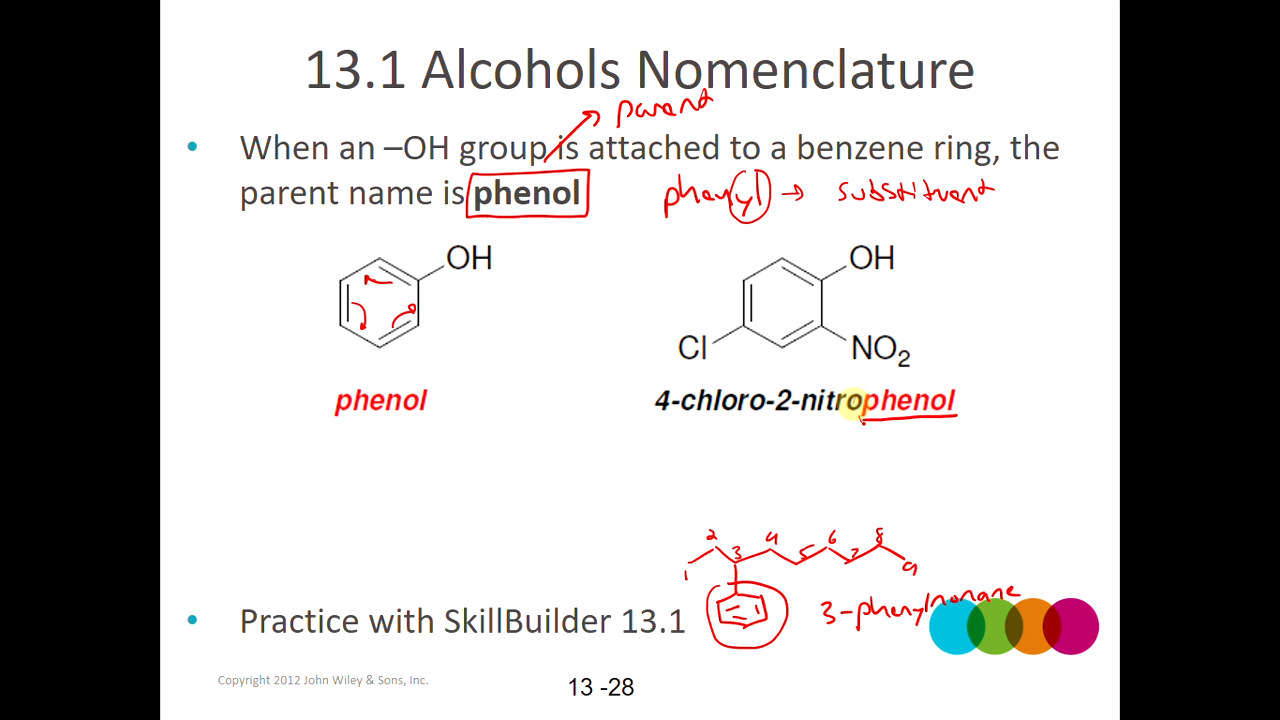 13.1 Alcohols Nomenclature
parent
• When an –OH group is attached to a benzene ring, the
parent name is phenol
phenyl → substituent
OH
OH
Cl
NO2
phenol
4-chloro-2-nitrophenol
1 2 3 4 5 6 7 8 9
3-phenylnonane
• Practice with SkillBuilder 13.1
Copyright 2012 John Wiley & Sons, Inc.
13 -28